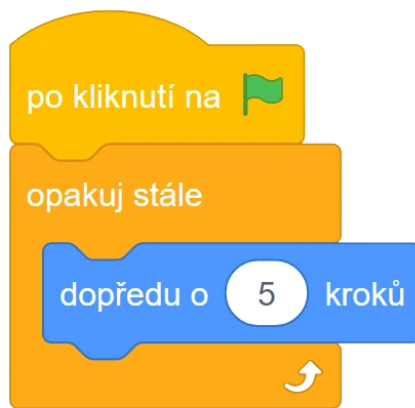 po kliknutí na
opakuj stále
dopředu o 5 kroků